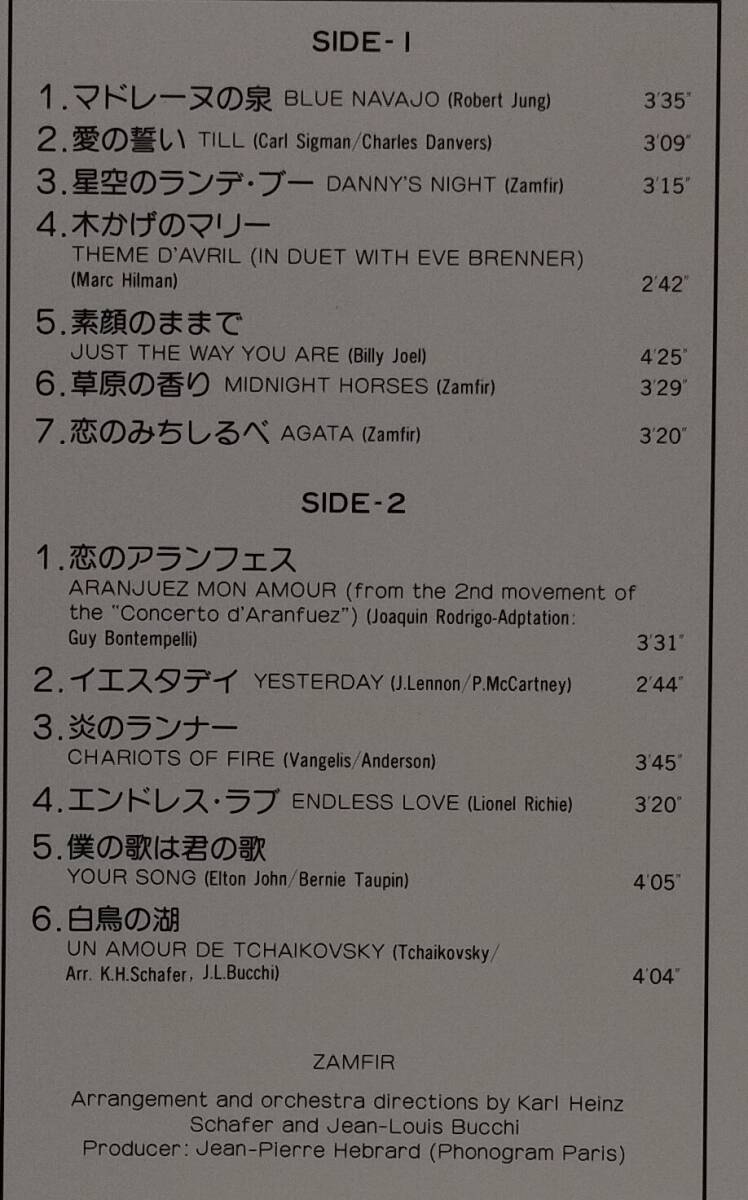 SIDE-1
1.マドレーヌの泉 BLUE NAVAJO (Robert Jung) 3'35"
2.愛の誓い TILL (Carl Sigman/Charles Danvers) 3'09"
3.星空のランデ・ブー DANNY'S NIGHT (Zamfir) 3'15"
4.木かげのマリー
THEME D'AVRIL (IN DUET WITH EVE BRENNER)
(Marc Hilman) 2'42"
5.素顔のままで
JUST THE WAY YOU ARE (Billy Joel) 4'25"
6.草原の香り MIDNIGHT HORSES (Zamfir) 3'29"
7.恋のみちしるべ AGATA (Zamfir) 3'20"
SIDE-2
1.恋のアランフェス
ARANJUEZ MON AMOUR (from the 2nd movement of
the "Concerto d'Aranfuez") (Joaquin Rodrigo-Adptation:
Guy Bontempelli) 3'31"
2.イエスタデイ YESTERDAY (J.Lennon/P.McCartney) 2'44"
3.炎のランナー
CHARIOTS OF FIRE (Vangelis/Anderson) 3'45"
4.エンドレス・ラブ ENDLESS LOVE (Lionel Richie) 3'20"
5.僕の歌は君の歌
YOUR SONG (Elton John/Bernie Taupin) 4'05"
6.白鳥の湖
UN AMOUR DE TCHAIKOVSKY (Tchaikovsky/
Arr. K.H.Schafer, J.L.Bucchi) 4'04"
ZAMFIR
Arrangement and orchestra directions by Karl Heinz
Schafer and Jean-Louis Bucchi
Producer: Jean-Pierre Hebrard (Phonogram Paris)